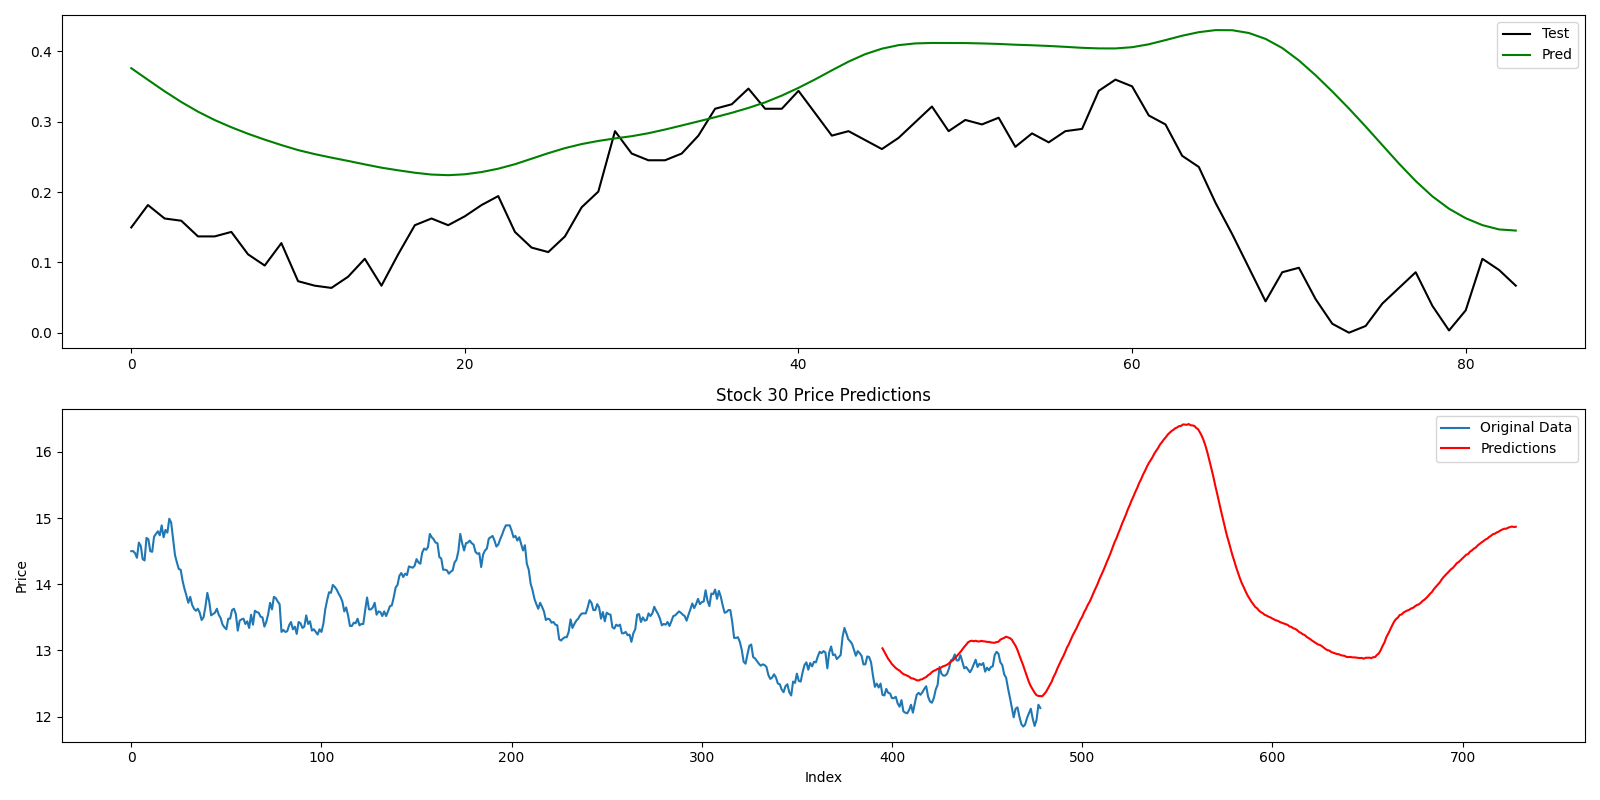 Test
Pred
0.4
0.3
0.2
0.1
0.0
0 20 40 60 80
Stock 30 Price Predictions
Original Data
Predictions
Price
16
15
14
13
12
0 100 200 300 400 500 600 700
Index